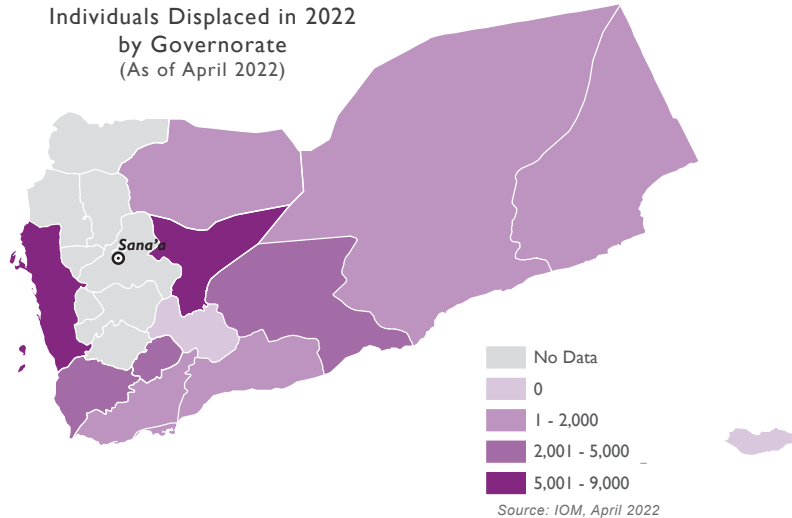 Individuals Displaced in 2022
by Governorate
(As of April 2022)
Sana'a
No Data
0
1 - 2,000
2,001 - 5,000
5,001 - 9,000
Source: IOM, April 2022